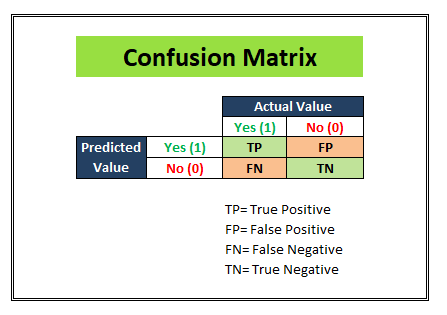 Confusion Matrix
Actual Value
Yes (1) No (0)
Predicted Value Yes (1) TP FP
No (0) FN TN
TP= True Positive
FP= False Positive
FN= False Negative
TN= True Negative